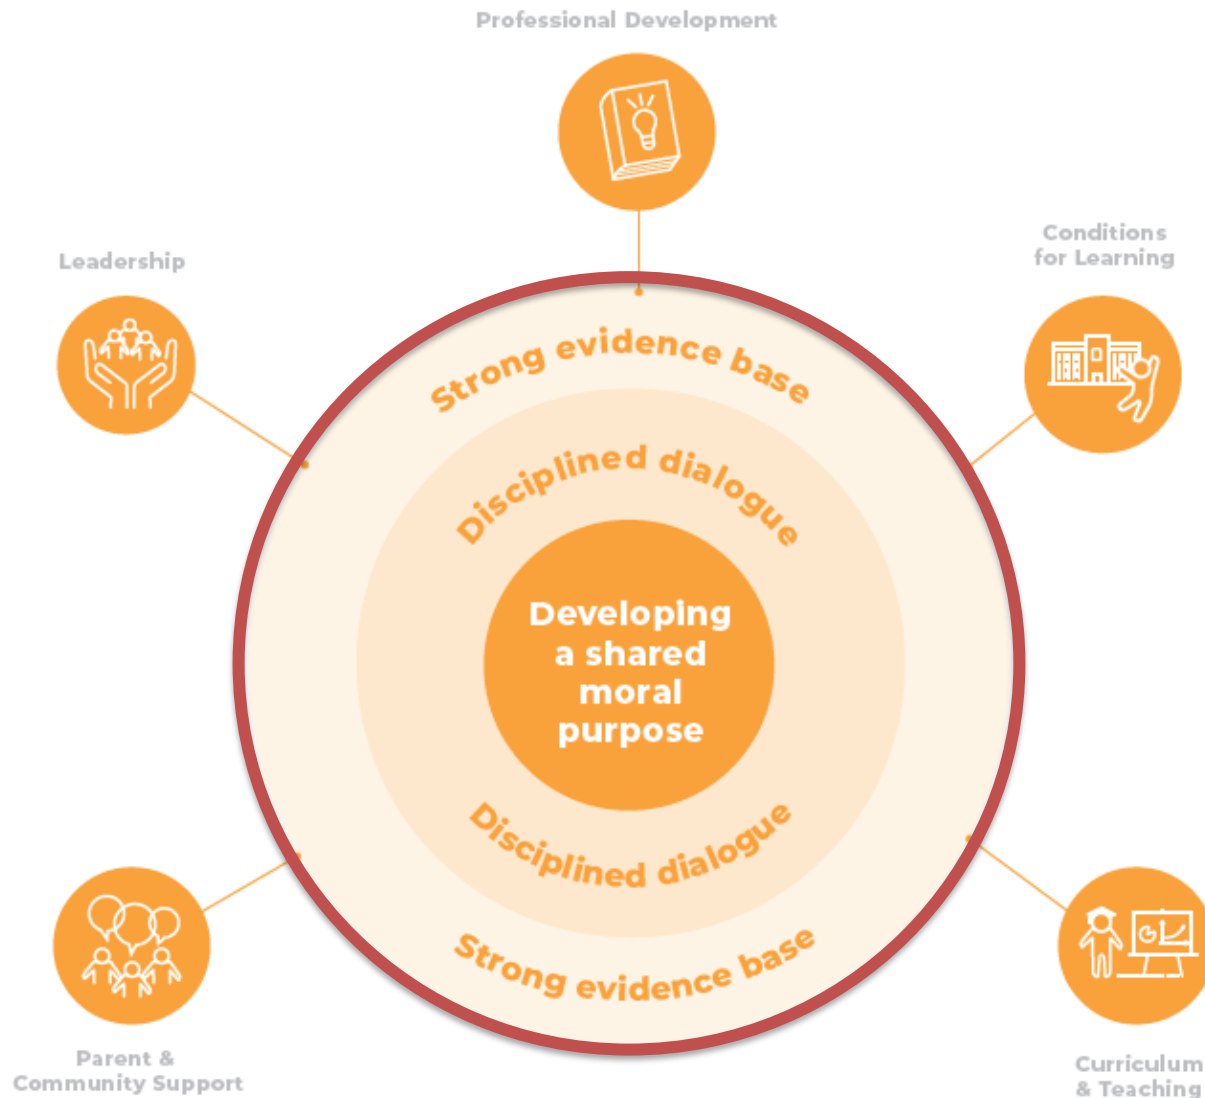 Professional Development
Leadership
Conditions
for Learning
Strong evidence base
Disciplined dialogue
Developing
a shared
moral
purpose
Disciplined dialogue
Strong evidence base
Parent &
Community Support
Curriculum
& Teaching